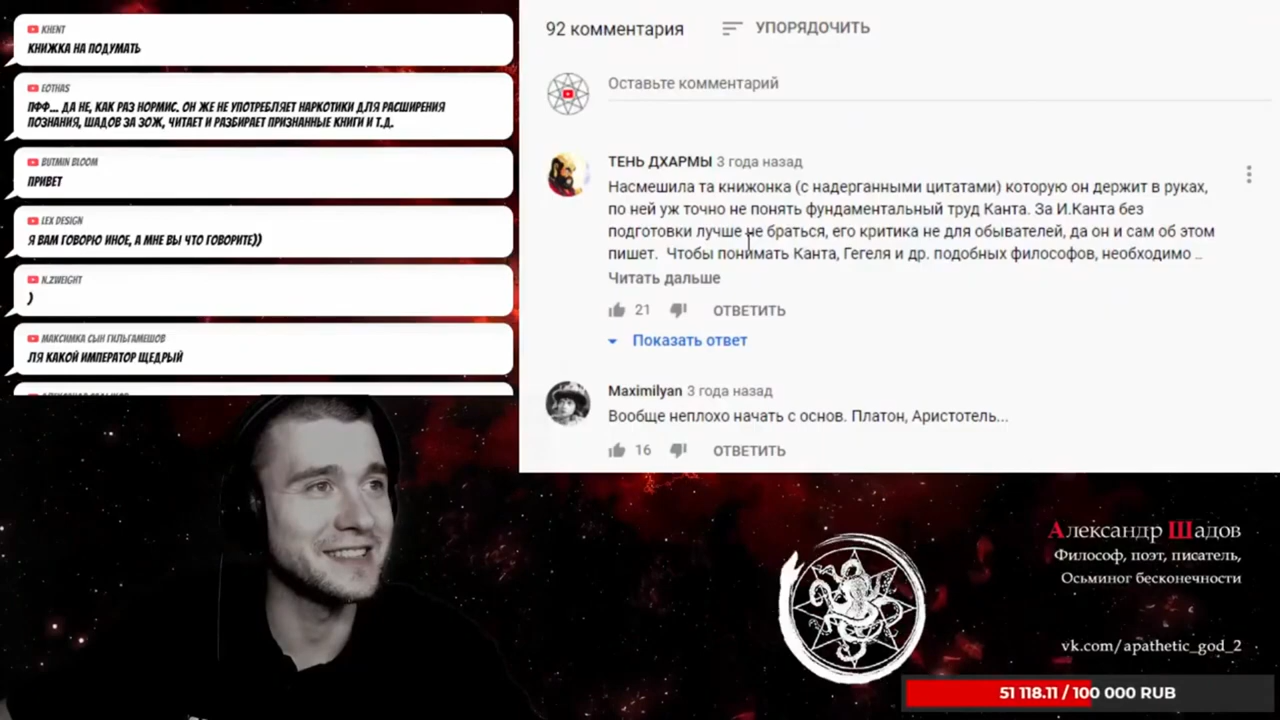 KHENT
КНИЖКА НА ПОДУМАТЬ
EOTHAS
ПФФ... ДА НЕ, КАК РАЗ НОРМИС. ОН ЖЕ НЕ УПОТРЕБЛЯЕТ НАРКОТИКИ ДЛЯ РАСШИРЕНИЯ
ПОЗНАНИЯ, ШАДОВ ЗА ЗОЖ, ЧИТАЕТ И РАЗБИРАЕТ ПРИЗНАННЫЕ КНИГИ И Т.Д.
BUTMIN BLOOM
ПРИВЕТ
LEX DESIGN
Я ВАМ ГОВОРЮ ИНОЕ, А МНЕ ВЫ ЧТО ГОВОРИТЕ))
N.ZWEIGHT
)
МАКСИМКА СЫН ГИЛЬГАМЕШОВ
ЛЯ КАКОЙ ИМПЕРАТОР ЩЕДРЫЙ
92 комментария
УПОРЯДОЧИТЬ
Оставьте комментарий
ТЕНЬ ДХАРМЫ 3 года назад
Насмешила та книжонка (с надерганными цитатами) которую он держит в руках,
по ней уж точно не понять фундаментальный труд Канта. За И.Канта без
подготовки лучше не браться, его критика не для обывателей, да он и сам об этом
пишет. Чтобы понимать Канта, Гегеля и др. подобных философов, необходимо ...
Читать дальше
21 ОТВЕТИТЬ
Показать ответ
Maximilyan 3 года назад
Вообще неплохо начать с основ. Платон, Аристотель...
16 ОТВЕТИТЬ
Александр Шадов
Философ, поэт, писатель,
Осьминог бесконечности
vk.com/apathetic_god_2
51 118.11 / 100 000 RUB